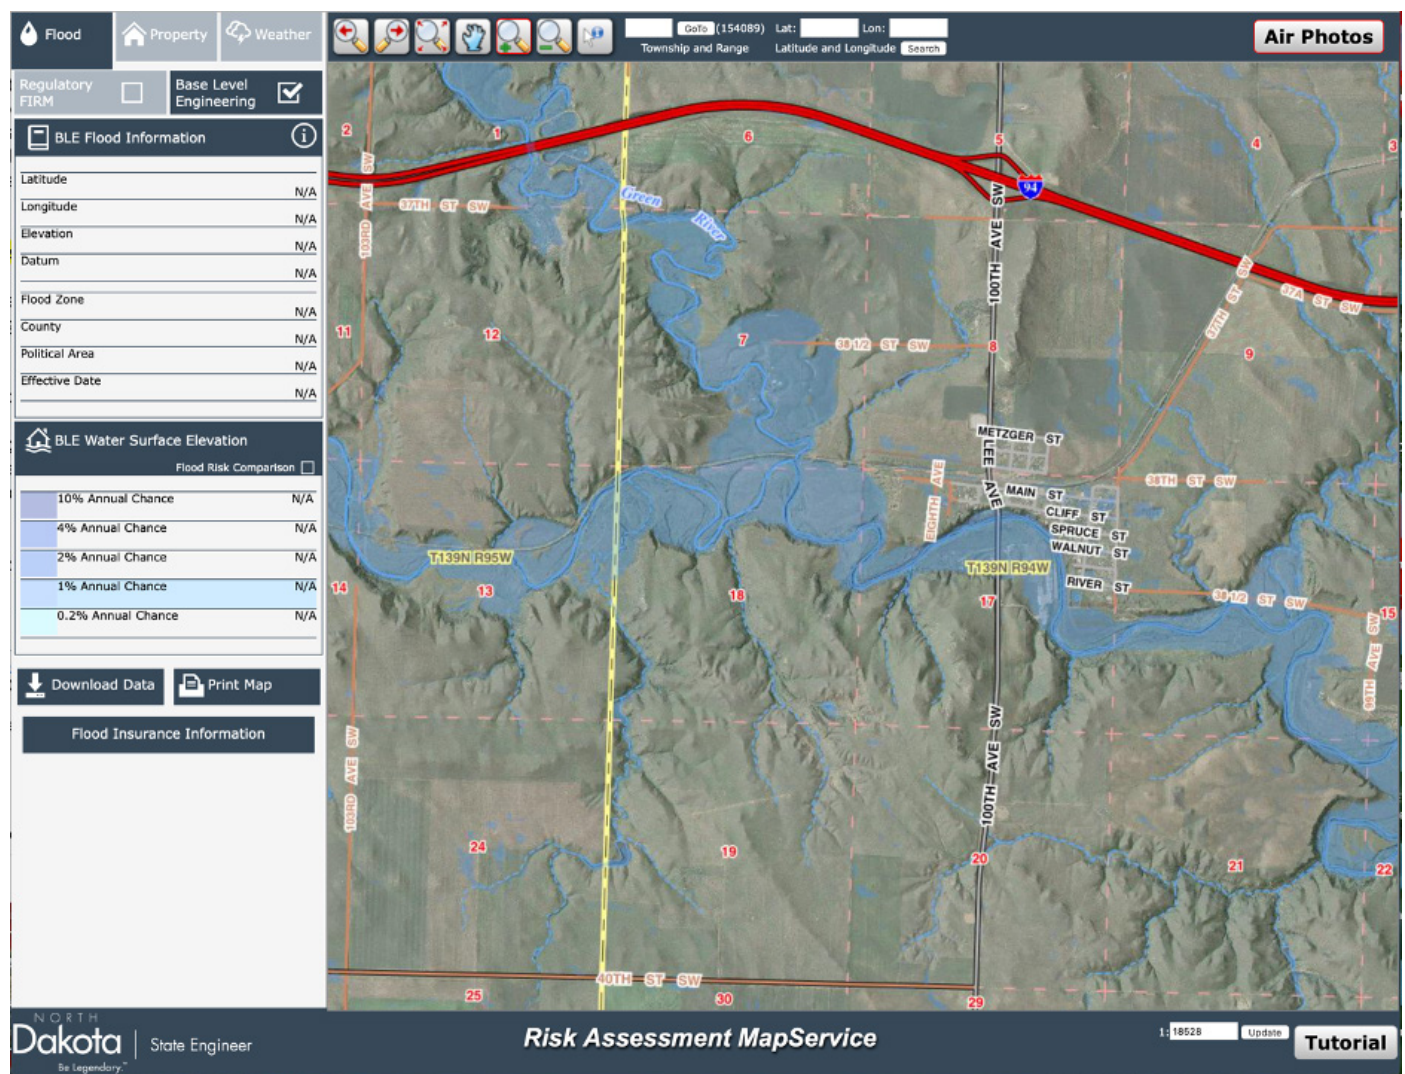 Flood
Property
Weather
GoTo (154089)
Township and Range
Lat:
Lon:
Latitude and Longitude Search
Air Photos
Regulatory
FIRM
Base Level
Engineering
BLE Flood Information
Latitude N/A
Longitude N/A
Elevation N/A
Datum N/A
Flood Zone N/A
County N/A
Political Area N/A
Effective Date N/A
BLE Water Surface Elevation
Flood Risk Comparison
10% Annual Chance N/A
4% Annual Chance N/A
2% Annual Chance N/A
1% Annual Chance N/A
0.2% Annual Chance N/A
Download Data
Print Map
Flood Insurance Information
2
1
6
5
4
3
94
103RD AVE SW
37TH ST SW
Green River
100TH AVE SW
37TH ST SW
37A ST SW
11
12
7
38 1/2 ST SW
8
9
METZGER ST
LEE AVE
EIGHTH AVE
MAIN ST
38TH ST SW
CLIFF ST
SPRUCE ST
WALNUT ST
T139N R95W
T139N R94W
RIVER ST
38 1/2 ST SW
14
13
18
17
15
99TH AVE SW
103RD AVE SW
100TH AVE SW
24
19
20
21
22
40TH ST SW
25
30
29
NORTH
Dakota
Be Legendary.™
State Engineer
Risk Assessment MapService
1: 18528 Update
Tutorial